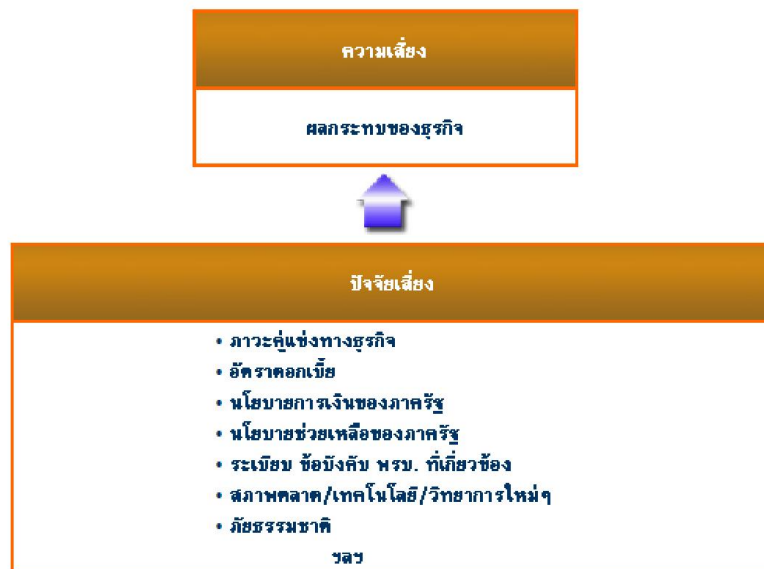 ความเสี่ยง
ผลกระทบของธุรกิจ
ปัจจัยเสี่ยง
• ภาวะคู่แข่งทางธุรกิจ
• อัตราดอกเบี้ย
• นโยบายการเงินของภาครัฐ
• นโยบายช่วยเหลือของภาครัฐ
• ระเบียบ ข้อบังคับ พรบ. ที่เกี่ยวข้อง
• สภาพตลาด/เทคโนโลยี/วิทยาการใหม่ๆ
• ภัยธรรมชาติ
ฯลฯ